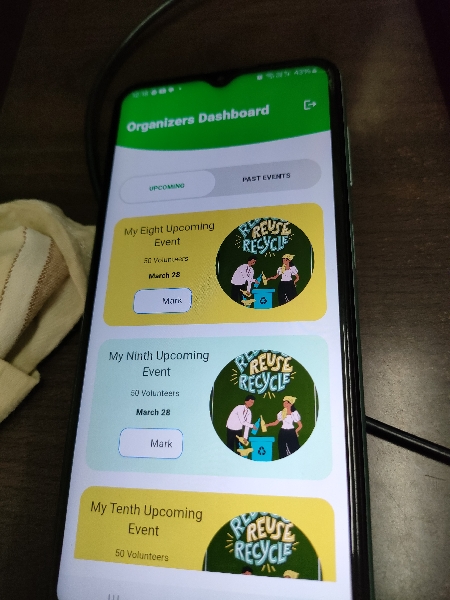 Organizers Dashboard
UPCOMING
PAST EVENTS
My Eight Upcoming
Event
50 Volunteers
March 28
Mark
REUSE
RECYCLE
My Ninth Upcoming
Event
50 Volunteers
March 28
Mark
REUSE
RECYCLE
My Tenth Upcoming
Event
50 Volunteers
REUSE
RECYCLE